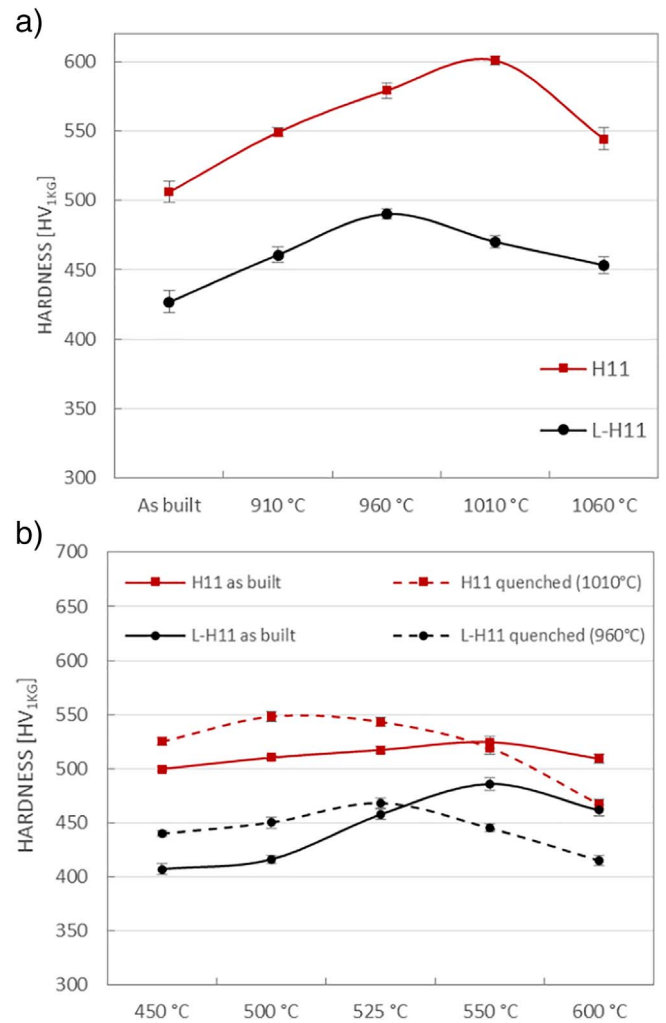 a)
600
550
500
450
400
350
300
HARDNESS [HV1KG]
H11
L-H11
As built 910 °C 960 °C 1010 °C 1060 °C
b)
700
650
600
550
500
450
400
350
300
HARDNESS [HV1KG]
H11 as built H11 quenched (1010°C)
L-H11 as built L-H11 quenched (960°C)
450 °C 500 °C 525 °C 550 °C 600 °C